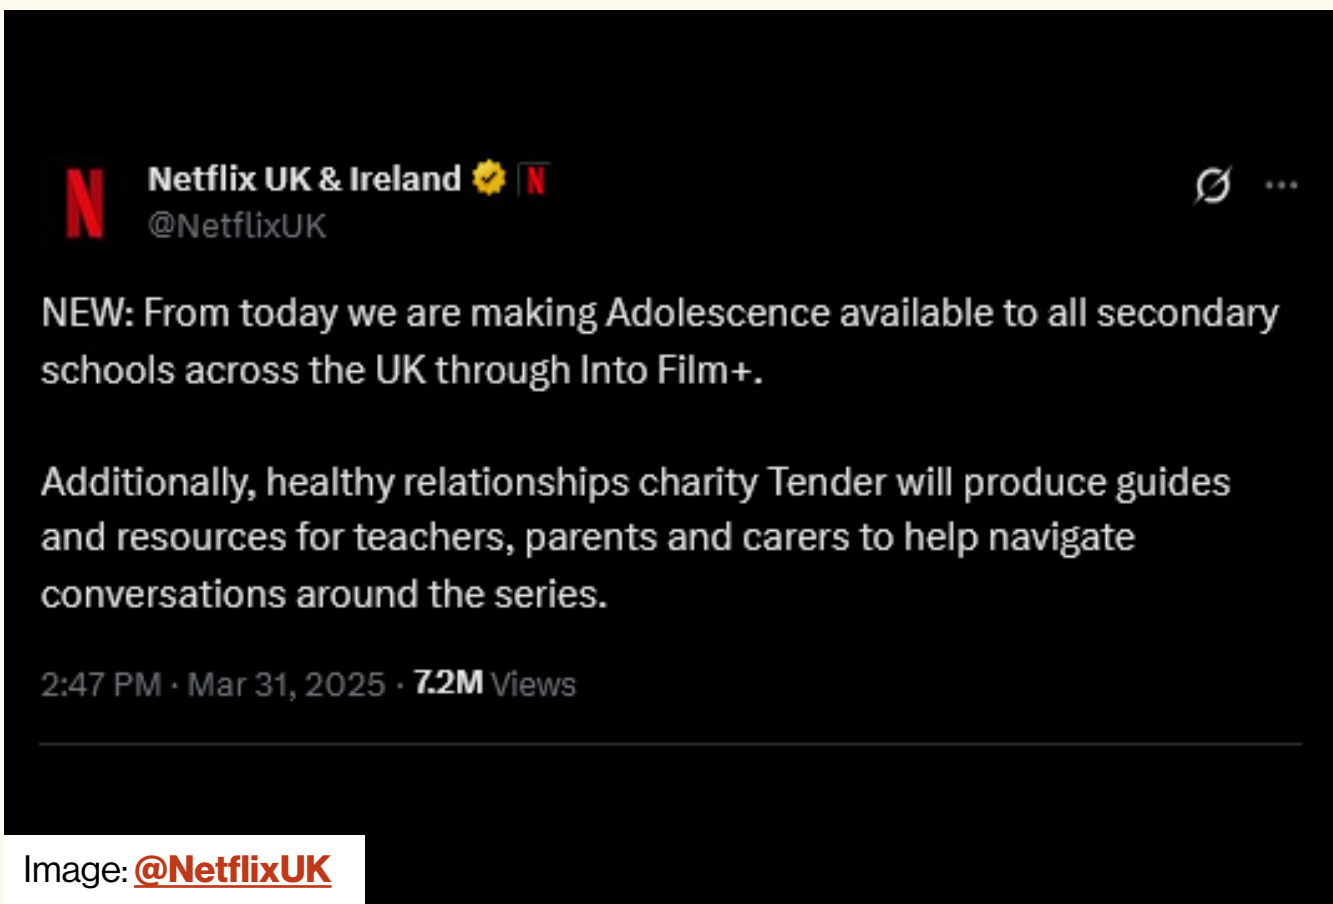 Netflix UK & Ireland
@NetflixUK
NEW: From today we are making Adolescence available to all secondary
schools across the UK through Into Film+.
Additionally, healthy relationships charity Tender will produce guides
and resources for teachers, parents and carers to help navigate
conversations around the series.
2:47 PM · Mar 31, 2025 · 7.2M Views
Image: @NetflixUK